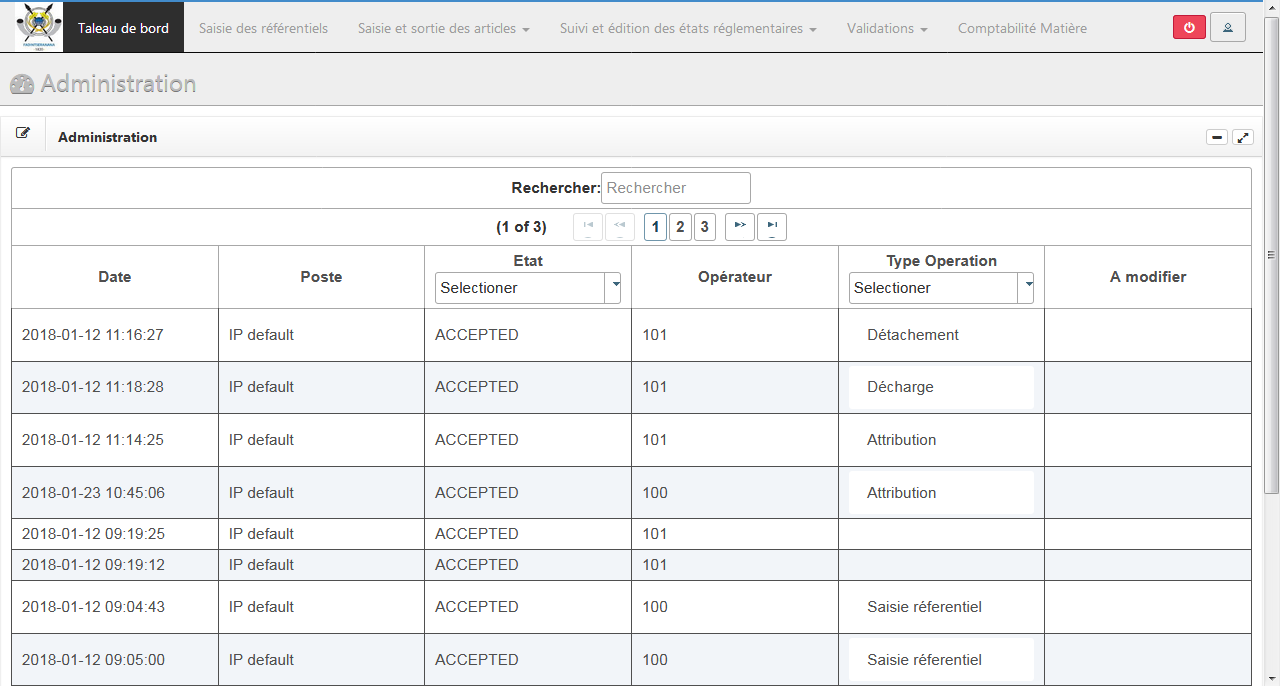 Taleau de bord Saisie des référentiels Saisie et sortie des articles Suivi et édition des états réglementaires Validations Comptabilité Matière
Administration
Administration
Rechercher: Rechercher
(1 of 3) 1 2 3
Date Poste Etat Selectioner Opérateur Type Operation Selectioner A modifier
2018-01-12 11:16:27 IP default ACCEPTED 101 Détachement
2018-01-12 11:18:28 IP default ACCEPTED 101 Décharge
2018-01-12 11:14:25 IP default ACCEPTED 101 Attribution
2018-01-23 10:45:06 IP default ACCEPTED 100 Attribution
2018-01-12 09:19:25 IP default ACCEPTED 101
2018-01-12 09:19:12 IP default ACCEPTED 101
2018-01-12 09:04:43 IP default ACCEPTED 100 Saisie réferentiel
2018-01-12 09:05:00 IP default ACCEPTED 100 Saisie réferentiel